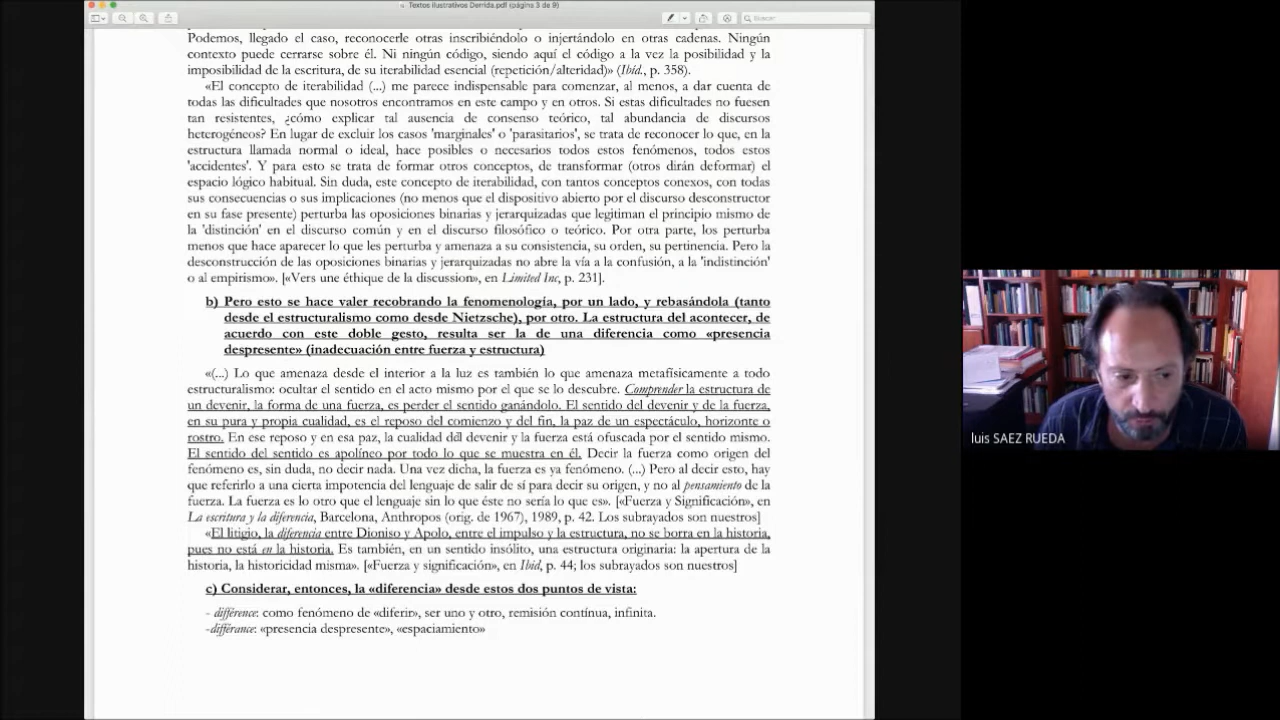 Textos ilustrativos Derrida.pdf (página 3 de 9)
Buscar
Podemos, llegado el caso, reconocerle otras inscribiéndolo o injertándolo en otras cadenas. Ningún
contexto puede cerrarse sobre él. Ni ningún código, siendo aquí el código a la vez la posibilidad y la
imposibilidad de la escritura, de su iterabilidad esencial (repetición/alteridad)» (Ibíd., p. 358).
«El concepto de iterabilidad (...) me parece indispensable para comenzar, al menos, a dar cuenta de
todas las dificultades que nosotros encontramos en este campo y en otros. Si estas dificultades no fuesen
tan resistentes, ¿cómo explicar tal ausencia de consenso teórico, tal abundancia de discursos
heterogéneos? En lugar de excluir los casos 'marginales' o 'parasitarios', se trata de reconocer lo que, en la
estructura llamada normal o ideal, hace posibles o necesarios todos estos fenómenos, todos estos
'accidentes'. Y para esto se trata de formar otros conceptos, de transformar (otros dirán deformar) el
espacio lógico habitual. Sin duda, este concepto de iterabilidad, con tantos conceptos conexos, con todas
sus consecuencias o sus implicaciones (no menos que el dispositivo abierto por el discurso desconstructor
en su fase presente) perturba las oposiciones binarias y jerarquizadas que legitiman el principio mismo de
la 'distinción' en el discurso común y en el discurso filosófico o teórico. Por otra parte, los perturba
menos que hace aparecer lo que les perturba y amenaza a su consistencia, su orden, su pertinencia. Pero la
desconstrucción de las oposiciones binarias y jerarquizadas no abre la vía a la confusión, a la 'indistinción'
o al empirismo». [«Vers une éthique de la discussion», en Limited Inc, p. 231].
b) Pero esto se hace valer recobrando la fenomenología, por un lado, y rebasándola (tanto
desde el estructuralismo como desde Nietzsche), por otro. La estructura del acontecer, de
acuerdo con este doble gesto, resulta ser la de una diferencia como «presencia
despresente» (inadecuación entre fuerza y estructura)
«(...) Lo que amenaza desde el interior a la luz es también lo que amenaza metafísicamente a todo
estructuralismo: ocultar el sentido en el acto mismo por el que se lo descubre. Comprender la estructura de
un devenir, la forma de una fuerza, es perder el sentido ganándolo. El sentido del devenir y de la fuerza,
en su pura y propia cualidad, es el reposo del comienzo y del fin, la paz de un espectáculo, horizonte o
rostro. En ese reposo y en esa paz, la cualidad del devenir y la fuerza está ofuscada por el sentido mismo.
El sentido del sentido es apolíneo por todo lo que se muestra en él. Decir la fuerza como origen del
fenómeno es, sin duda, no decir nada. Una vez dicha, la fuerza es ya fenómeno. (...) Pero al decir esto, hay
que referirlo a una cierta impotencia del lenguaje de salir de sí para decir su origen, y no al pensamiento de la
fuerza. La fuerza es lo otro que el lenguaje sin lo que éste no sería lo que es». [«Fuerza y Significación», en
La escritura y la diferencia, Barcelona, Anthropos (orig. de 1967), 1989, p. 42. Los subrayados son nuestros]
«El litigio, la diferencia entre Dioniso y Apolo, entre el impulso y la estructura, no se borra en la historia,
pues no está en la historia. Es también, en un sentido insólito, una estructura originaria: la apertura de la
historia, la historicidad misma». [«Fuerza y significación», en Ibid, p. 44; los subrayados son nuestros]
c) Considerar, entonces, la «diferencia» desde estos dos puntos de vista:
- différence: como fenómeno de «diferir», ser uno y otro, remisión contínua, infinita.
-différance: «presencia despresente», «espaciamiento»
luis SAEZ RUEDA